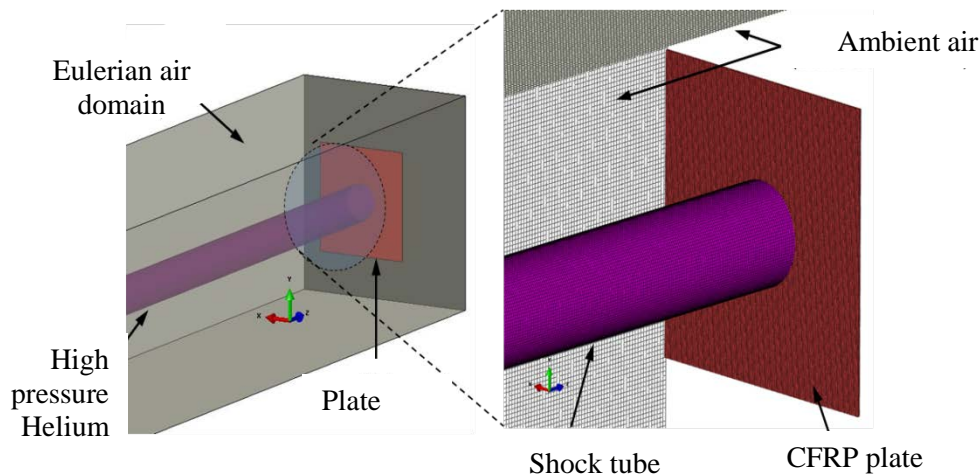 Eulerian air
domain
Ambient air
High
pressure
Helium
Plate
Shock tube
CFRP plate
X
Y
Z